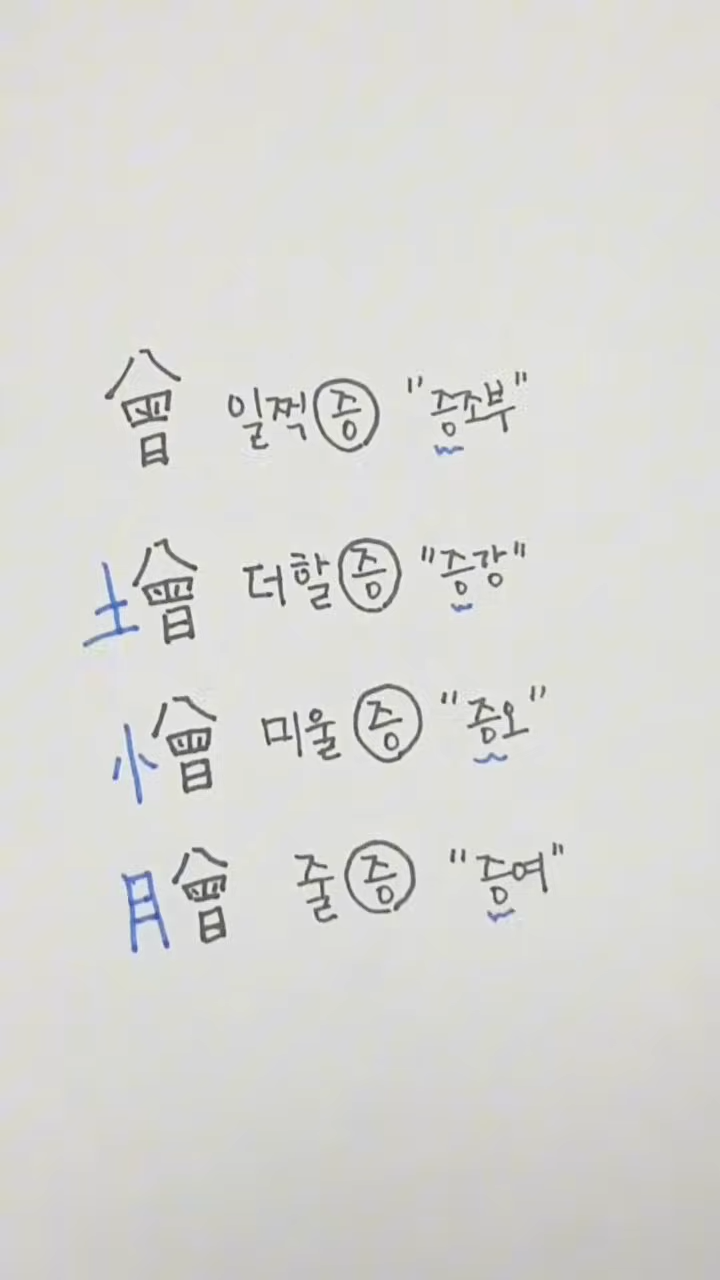 曾 일찍 증 "증조부"
增 더할 증 "증강"
憎 미울 증 "증오"
贈 줄 증 "증여"